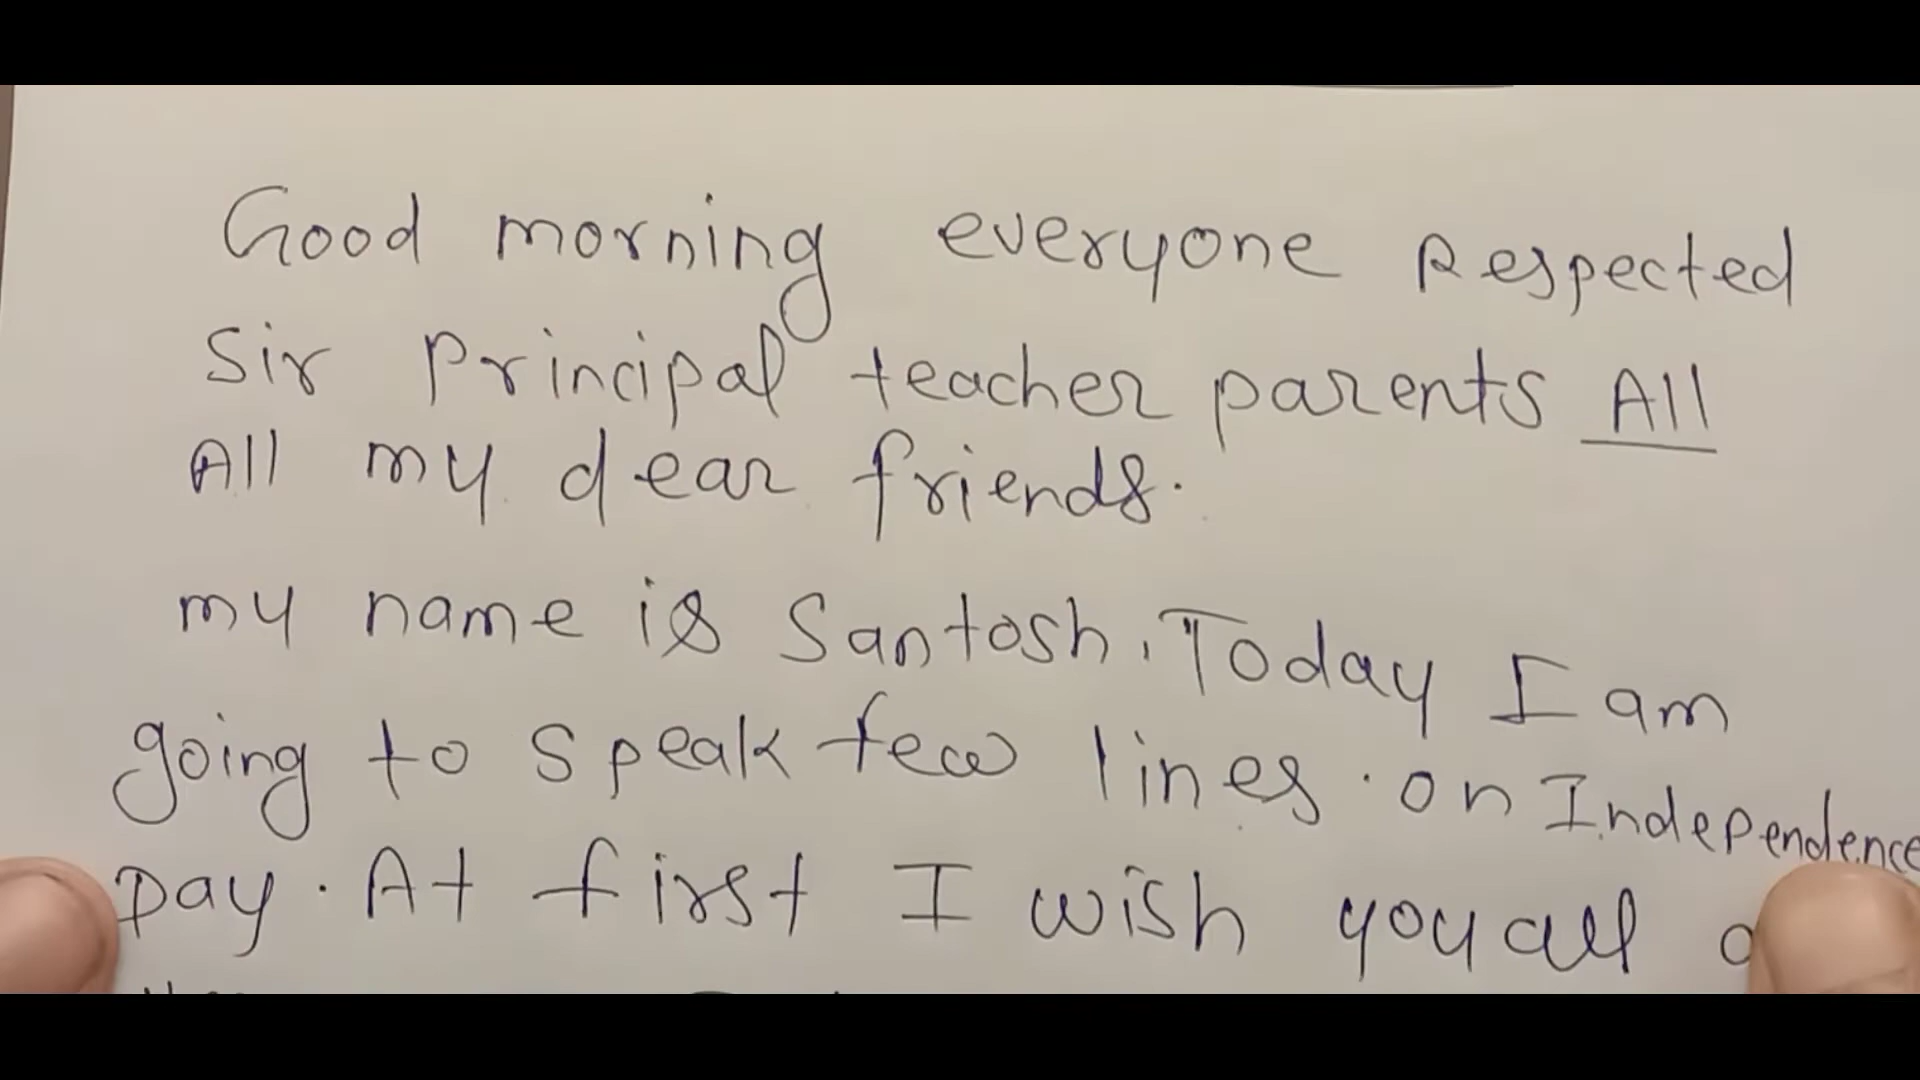 Good morning everyone Respected
Sir Principal teacher parents All
All my dear friends.
my name is Santosh. Today I am
going to speak few lines. on Independence
Day. At first I wish you all a